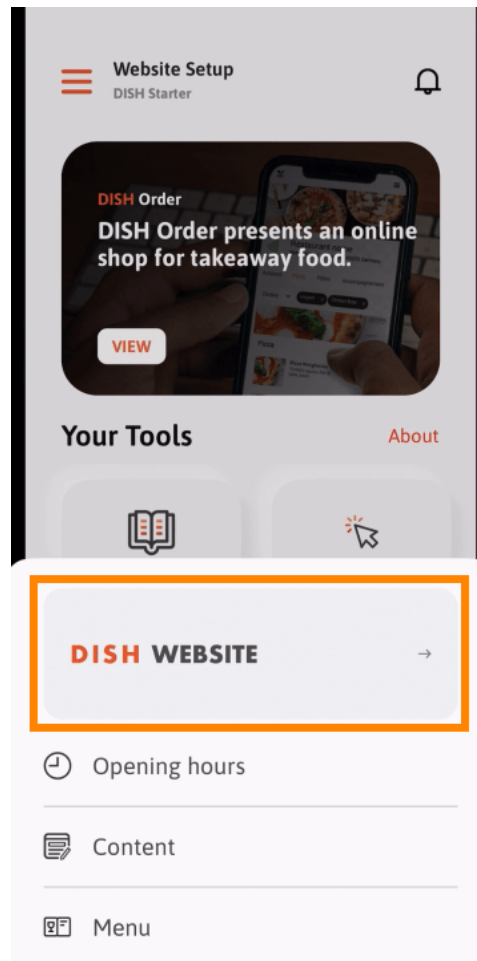 Website Setup
DISH Starter
DISH Order
DISH Order presents an online
shop for takeaway food.
VIEW
Your Tools
About
DISH WEBSITE →
Opening hours
Content
Menu